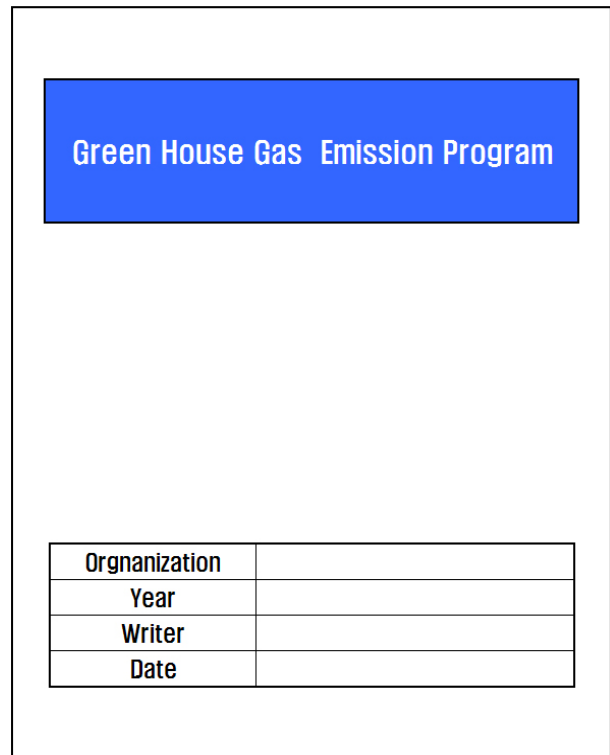 Green House Gas  Emission Program
Orgnanization
Year
Writer
Date